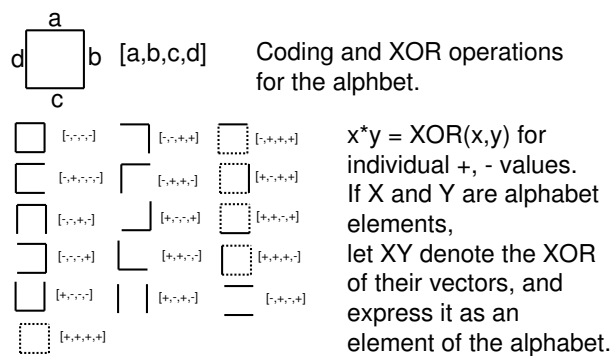 a
d b [a,b,c,d]
c
Coding and XOR operations
for the alphbet.
[-,-,-,-] [-,-,+,+] [-,+,+,+]
[-,+,-,-,-] [-,+,+,-] [+,-,+,+]
[-,-,+,-] [+,-,-,+] [+,+,-,+]
[-,-,-,+] [+,+,-,-] [+,+,+,-]
[+,-,-,-] [+,-,+,-] [-,+,-,+]
[+,+,+,+]
x*y = XOR(x,y) for
individual +, - values.
If X and Y are alphabet
elements,
let XY denote the XOR
of their vectors, and
express it as an
element of the alphabet.